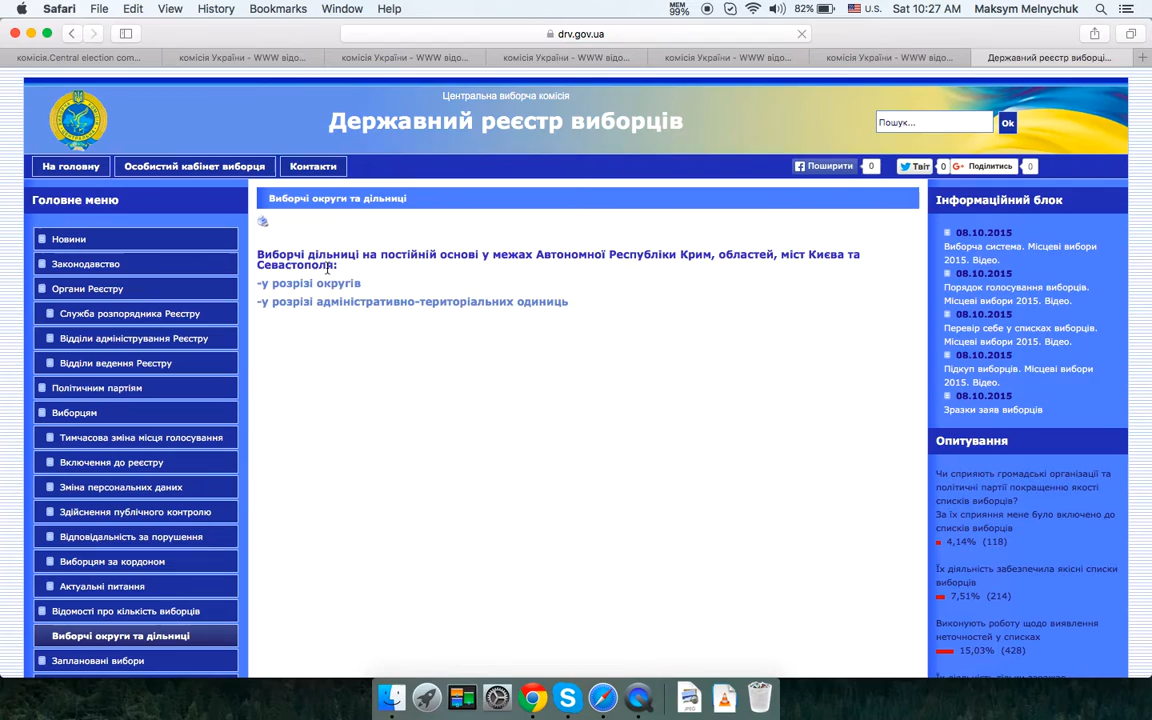 Safari File Edit View History Bookmarks Window Help MEM 99% 82% U.S. Sat 10:27 AM Maksym Melnychuk
drv.gov.ua
комісія.Central election com... комісія України - WWW відо... комісія України - WWW відо... комісія України - WWW відо... комісія України - WWW відо... комісія України - WWW відо... Державний реєстр виборці...
Центральна виборча комісія
Державний реєстр виборців
Пошук... Ok
На головну Особистий кабінет виборця Контакти Поширити 0 Твіт 0 G+ Поділитись 0
Головне меню
Новини
Законодавство
Органи Реєстру
Служба розпорядника Реєстру
Відділи адміністрування Реєстру
Відділи ведення Реєстру
Політичним партіям
Виборцям
Тимчасова зміна місця голосування
Включення до реєстру
Зміна персональних даних
Здійснення публічного контролю
Відповідальність за порушення
Виборцям за кордоном
Актуальні питання
Відомості про кількість виборців
Виборчі округи та дільниці
Заплановані вибори
Виборчі округи та дільниці
Виборчі дільниці на постійній основі у межах Автономної Республіки Крим, областей, міст Києва та
Севастополя:
-у розрізі округів
-у розрізі адміністративно-територіальних одиниць
Інформаційний блок
08.10.2015
Виборча система. Місцеві вибори
2015. Відео.
08.10.2015
Порядок голосування виборців.
Місцеві вибори 2015. Відео.
08.10.2015
Перевір себе у списках виборців.
Місцеві вибори 2015. Відео.
08.10.2015
Підкуп виборців. Місцеві вибори
2015. Відео.
08.10.2015
Зразки заяв виборців
Опитування
Чи сприяють громадські організації та
політичні партії покращенню якості
списків виборців?
За їх сприяння мене було включено до
списків виборців
4,14% (118)
Їх діяльність забезпечила якісні списки
виборців
7,51% (214)
Виконують роботу щодо виявлення
неточностей у списках
15,03% (428)
JPEG